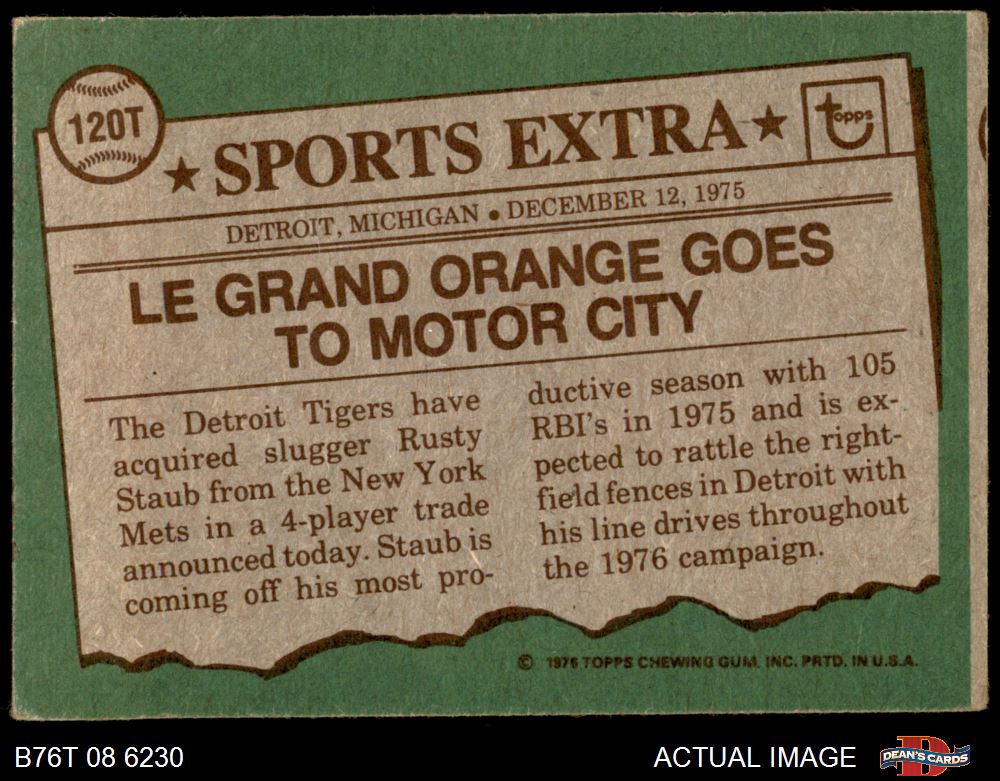 120T
★ SPORTS EXTRA ★
Topps
DETROIT, MICHIGAN • DECEMBER 12, 1975
LE GRAND ORANGE GOES
TO MOTOR CITY
The Detroit Tigers have
acquired slugger Rusty
Staub from the New York
Mets in a 4-player trade
announced today. Staub is
coming off his most pro-
ductive season with 105
RBI's in 1975 and is ex-
pected to rattle the right-
field fences in Detroit with
his line drives throughout
the 1976 campaign.
© 1976 TOPPS CHEWING GUM, INC. PRTD. IN U.S.A.
B76T 08 6230
ACTUAL IMAGE
DEAN'S CARDS